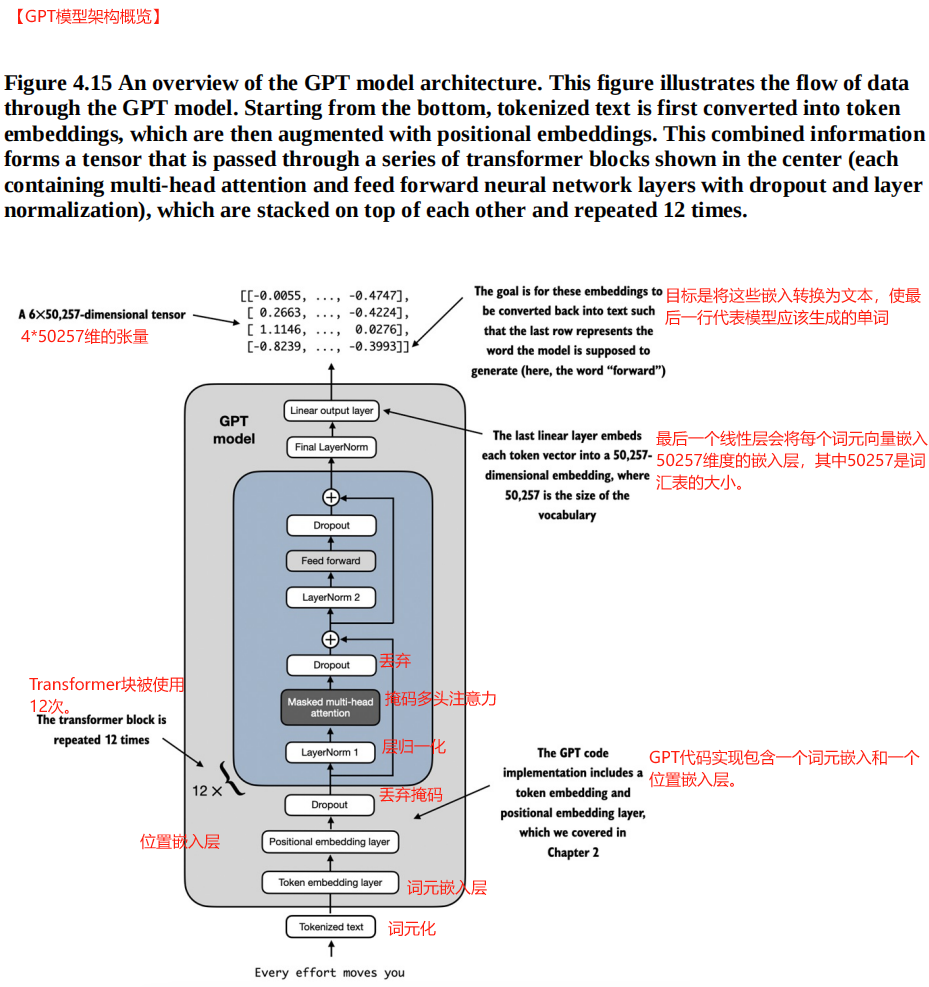 【GPT模型架构概览】
Figure 4.15 An overview of the GPT model architecture. This figure illustrates the flow of data
through the GPT model. Starting from the bottom, tokenized text is first converted into token
embeddings, which are then augmented with positional embeddings. This combined information
forms a tensor that is passed through a series of transformer blocks shown in the center (each
containing multi-head attention and feed forward neural network layers with dropout and layer
normalization), which are stacked on top of each other and repeated 12 times.
A 6×50,257-dimensional tensor
4*50257维的张量
[[-0.0055, ..., -0.4747],
[ 0.2663, ..., -0.4224],
[ 1.1146, ..., 0.0276],
[-0.8239, ..., -0.3993]]
The goal is for these embeddings to
be converted back into text such
that the last row represents the
word the model is supposed to
generate (here, the word “forward”)
目标是将这些嵌入转换为文本，使最
后一行代表模型应该生成的单词
GPT
model
Linear output layer
Final LayerNorm
The last linear layer embeds
each token vector into a 50,257-
dimensional embedding, where
50,257 is the size of the
vocabulary
最后一个线性层会将每个词元向量嵌入
50257维度的嵌入层，其中50257是词
汇表的大小。
+
Dropout
Feed forward
LayerNorm 2
+
Dropout
丢弃
Masked multi-head
attention
掩码多头注意力
LayerNorm 1
层归一化
Transformer块被使用
12次。
The transformer block is
repeated 12 times
12 ×
{
Dropout
丢弃掩码
The GPT code
implementation includes a
token embedding and
positional embedding layer,
which we covered in
Chapter 2
GPT代码实现包含一个词元嵌入和一个
位置嵌入层。
位置嵌入层
Positional embedding layer
Token embedding layer
词元嵌入层
Tokenized text
词元化
Every effort moves you